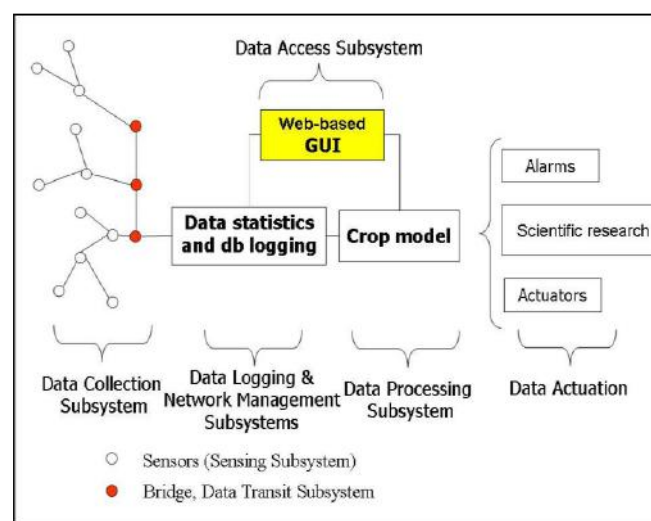 Data Access Subsystem
Web-based
GUI
Data statistics
and db logging
Crop model
Alarms
Scientific research
Actuators
Data Collection
Subsystem
Data Logging &
Network Management
Subsystems
Data Processing
Subsystem
Data Actuation
Sensors (Sensing Subsystem)
Bridge, Data Transit Subsystem